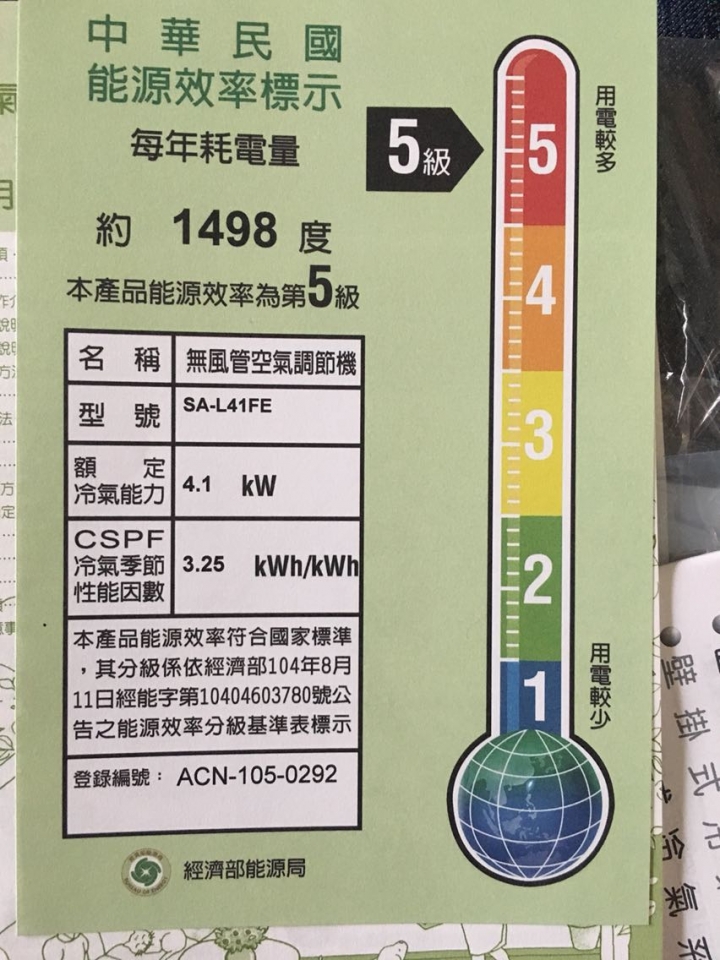 中華民國
能源效率標示
每年耗電量
約 1498 度
本產品能源效率為第5級
名稱 無風管空氣調節機
型號 SA-L41FE
額定
冷氣能力 4.1 kW
CSPF
冷氣季節
性能因數 3.25 kWh/kWh
本產品能源效率符合國家標準
，其分級係依經濟部104年8月
11日經能字第10404603780號公
告之能源效率分級基準表標示
登錄編號： ACN-105-0292
經濟部能源局
5級
用電較多
5
4
3
2
1
用電較少
壁掛式冷
冷氣系